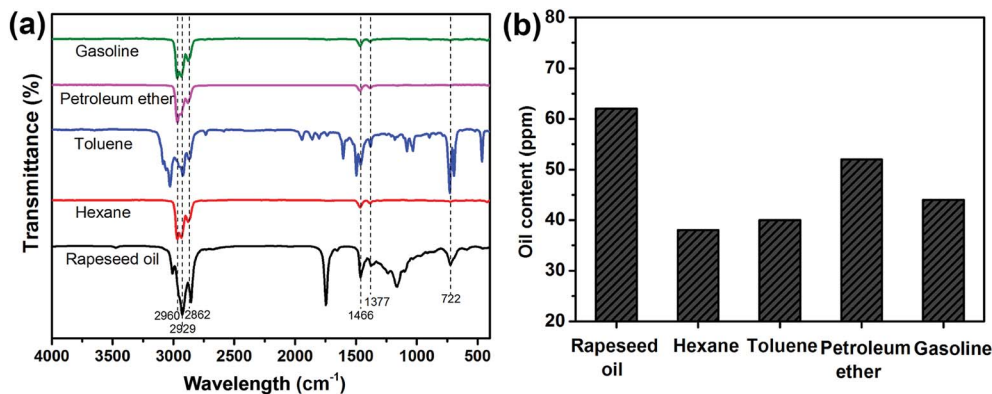 (a)
Gasoline
Petroleum ether
Toluene
Hexane
Rapeseed oil
2960
2862
2929
1466
1377
722
Transmittance (%)
4000 3500 3000 2500 2000 1500 1000 500
Wavelength (cm⁻¹)
(b)
80
70
60
50
40
30
20
Oil content (ppm)
Rapeseed oil
Hexane
Toluene
Petroleum ether
Gasoline